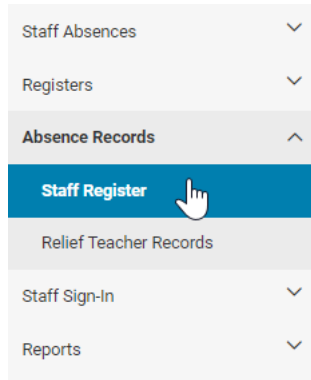 Staff Absences
Registers
Absence Records
Staff Register
Relief Teacher Records
Staff Sign-In
Reports